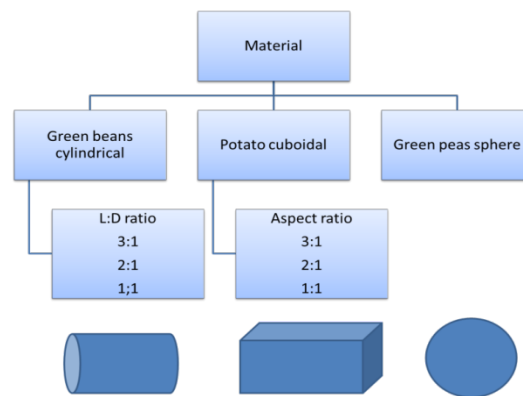 Material
Green beans
cylindrical
Potato cuboidal
Green peas sphere
L:D ratio
3:1
2:1
1;1
Aspect ratio
3:1
2:1
1:1